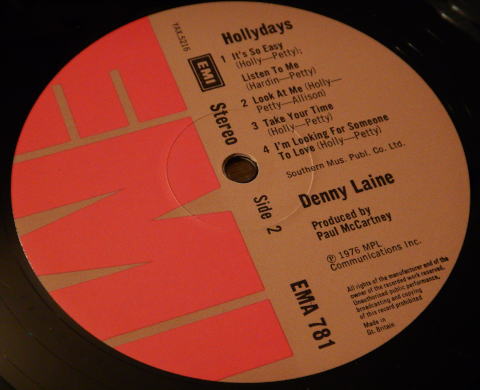 YAX.5216
Hollydays
EMI
1 It's So Easy
(Holly—Petty);
Listen To Me
(Hardin—Petty)
2 Look At Me (Holly—
Petty—Allison)
3 Take Your Time
(Holly—Petty)
4 I'm Looking For Someone
To Love (Holly—Petty)
Southern Mus. Publ. Co. Ltd.
Stereo
Side 2
Denny Laine
Produced by
Paul McCartney
℗ 1976 MPL
Communications Inc.
EMA 781
All rights of the manufacturer and of the
owner of the recorded work reserved.
Unauthorised public performance,
broadcasting and copying
of this record prohibited
Made in
Gt. Britain
EMI